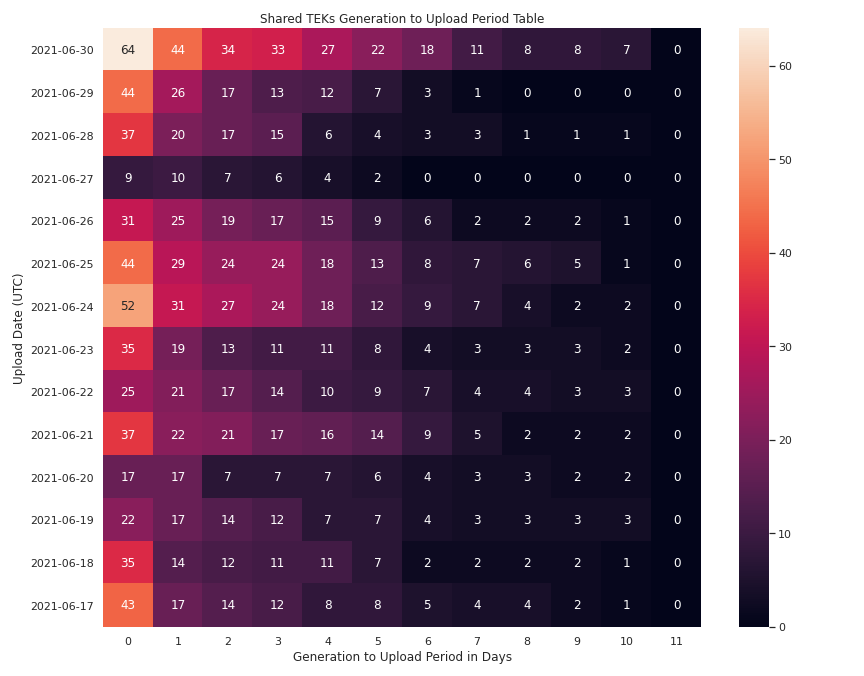 Shared TEKs Generation to Upload Period Table
Upload Date (UTC)
2021-06-30 64 44 34 33 27 22 18 11 8 8 7 0
2021-06-29 44 26 17 13 12 7 3 1 0 0 0 0
2021-06-28 37 20 17 15 6 4 3 3 1 1 1 0
2021-06-27 9 10 7 6 4 2 0 0 0 0 0 0
2021-06-26 31 25 19 17 15 9 6 2 2 2 1 0
2021-06-25 44 29 24 24 18 13 8 7 6 5 1 0
2021-06-24 52 31 27 24 18 12 9 7 4 2 2 0
2021-06-23 35 19 13 11 11 8 4 3 3 3 2 0
2021-06-22 25 21 17 14 10 9 7 4 4 3 3 0
2021-06-21 37 22 21 17 16 14 9 5 2 2 2 0
2021-06-20 17 17 7 7 7 6 4 3 3 2 2 0
2021-06-19 22 17 14 12 7 7 4 3 3 3 3 0
2021-06-18 35 14 12 11 11 7 2 2 2 2 1 0
2021-06-17 43 17 14 12 8 8 5 4 4 2 1 0
0 1 2 3 4 5 6 7 8 9 10 11
Generation to Upload Period in Days
60
50
40
30
20
10
0